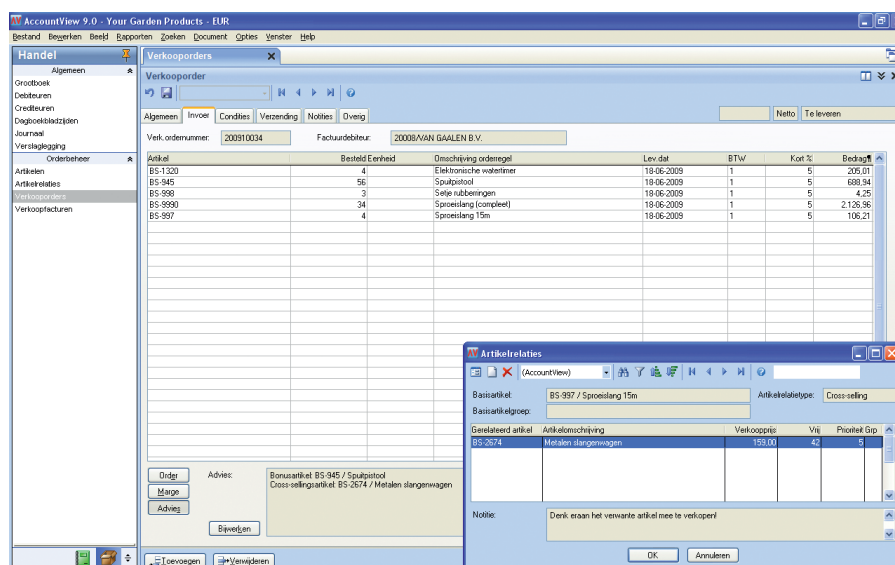 AccountView 9.0 - Your Garden Products - EUR
Bestand Bewerken Beeld Rapporten Zoeken Document Opties Venster Help
Handel
Algemeen
Grootboek
Debiteuren
Crediteuren
Dagboekbladzijden
Journaal
Verslaglegging
Orderbeheer
Artikelen
Artikelrelaties
Verkooporders
Verkoopfacturen
Verkooporders
Verkooporder
Algemeen Invoer Condities Verzending Notities Overig
Netto Te leveren
Verk.ordernummer: 200910034 Factuurdebiteur: 20008/VAN GAALEN B.V.
Artikel Besteld Eenheid Omschrijving orderregel Lev.dat BTW Kort % Bedrag¶
BS-1320 4 Elektronische watertimer 18-06-2009 1 5 205,01
BS-945 56 Spuitpistool 18-06-2009 1 5 688,94
BS-998 3 Setje rubberringen 18-06-2009 1 5 4,25
BS-9990 34 Sproeislang (compleet) 18-06-2009 1 5 2.126,96
BS-997 4 Sproeislang 15m 18-06-2009 1 5 106,21
Order
Marge
Advies
Advies:
Bonusartikel: BS-945 / Spuitpistool
Cross-sellingsartikel: BS-2674 / Metalen slangenwagen
Bijwerken
Toevoegen Verwijderen
Artikelrelaties
(AccountView)
Basisartikel: BS-997 / Sproeislang 15m Artikelrelatietype: Cross-selling
Basisartikelgroep:
Gerelateerd artikel Artikelomschrijving Verkoopprijs Vrij Prioriteit Grp
BS-2674 Metalen slangenwagen 159,00 42 5
Notitie: Denk eraan het verwante artikel mee te verkopen!
OK Annuleren